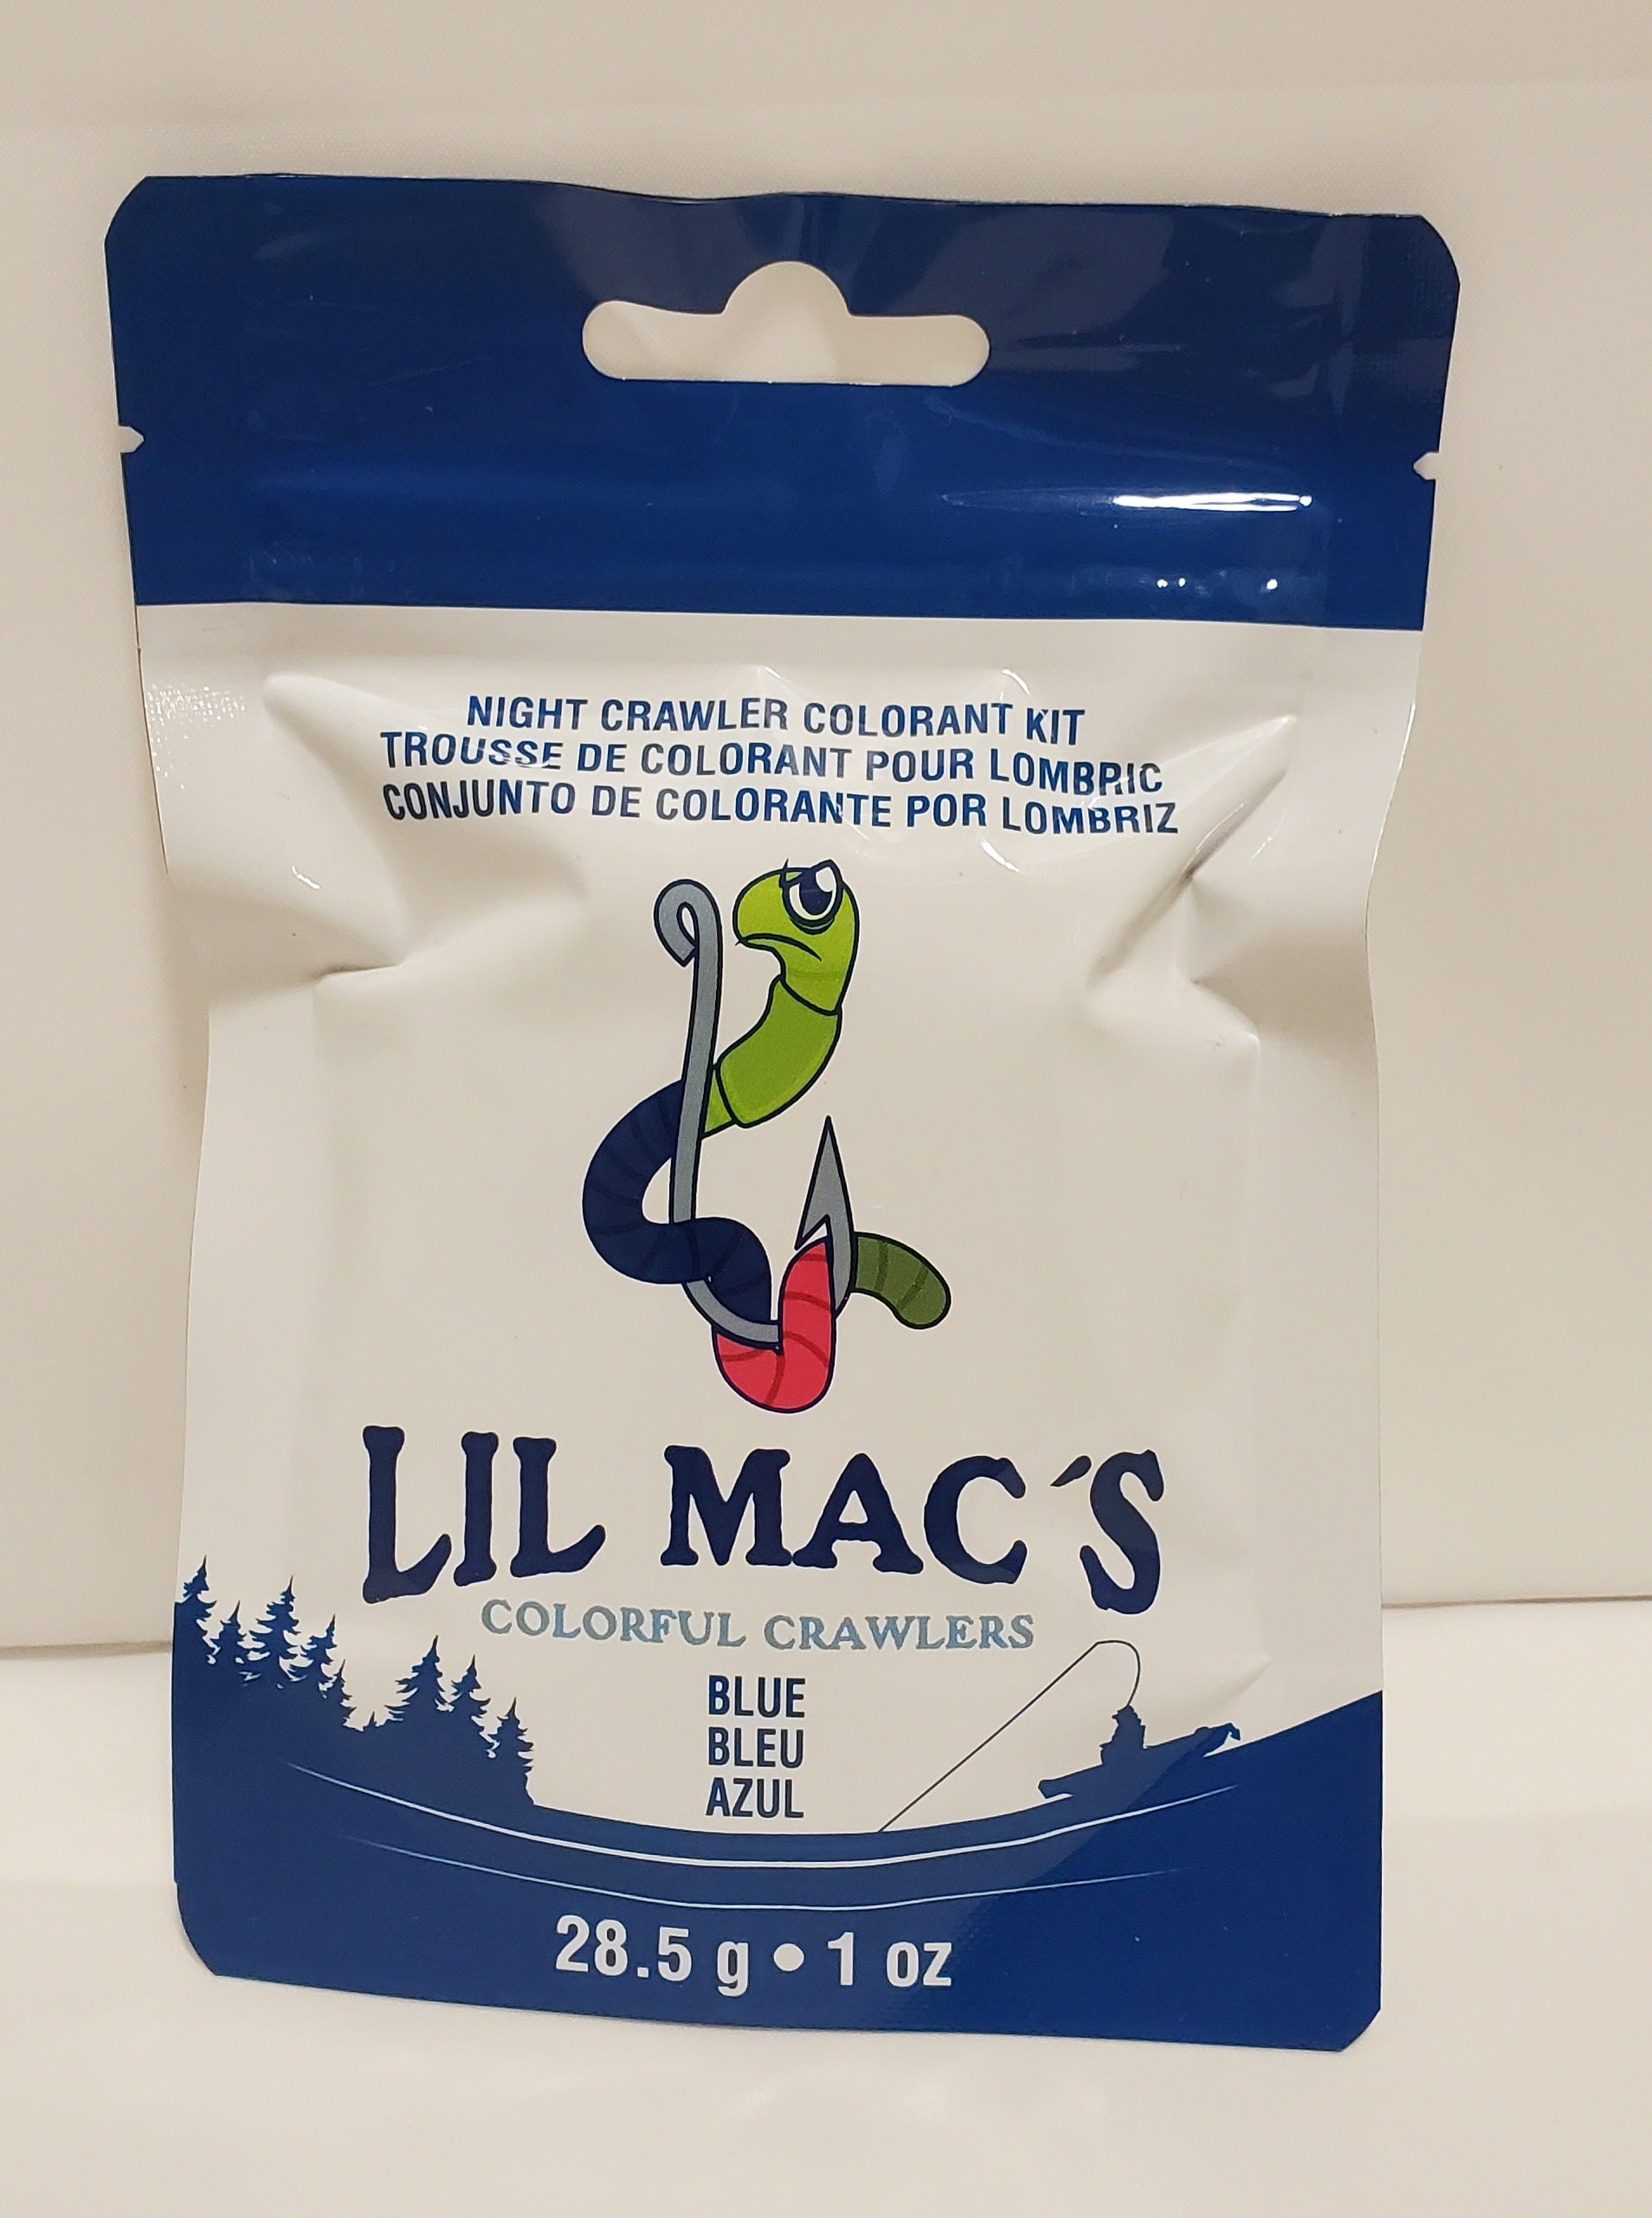 NIGHT CRAWLER COLORANT KIT
TROUSSE DE COLORANT POUR LOMBRIC
CONJUNTO DE COLORANTE POR LOMBRIZ
LIL MAC´S
COLORFUL CRAWLERS
BLUE
BLEU
AZUL
28.5 g • 1 oz